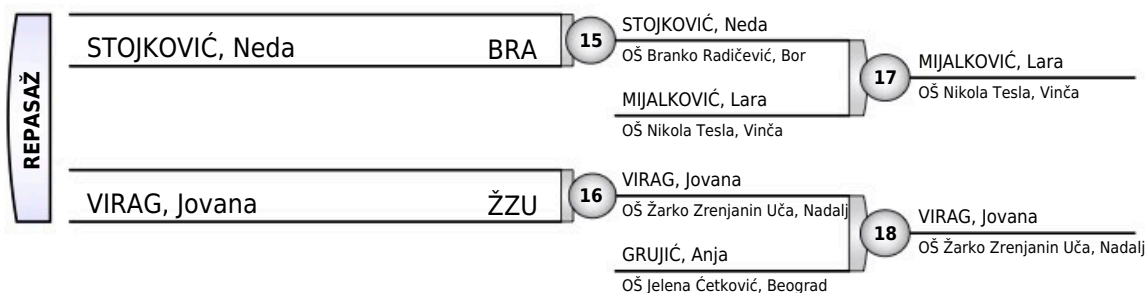 REPASAŽ
STOJKOVIĆ, Neda BRA
15
STOJKOVIĆ, Neda
OŠ Branko Radičević, Bor
MIJALKOVIĆ, Lara
OŠ Nikola Tesla, Vinča
17
MIJALKOVIĆ, Lara
OŠ Nikola Tesla, Vinča
VIRAG, Jovana ŽZU
16
VIRAG, Jovana
OŠ Žarko Zrenjanin Uča, Nadalj
GRUJIĆ, Anja
OŠ Jelena Ćetković, Beograd
18
VIRAG, Jovana
OŠ Žarko Zrenjanin Uča, Nadalj